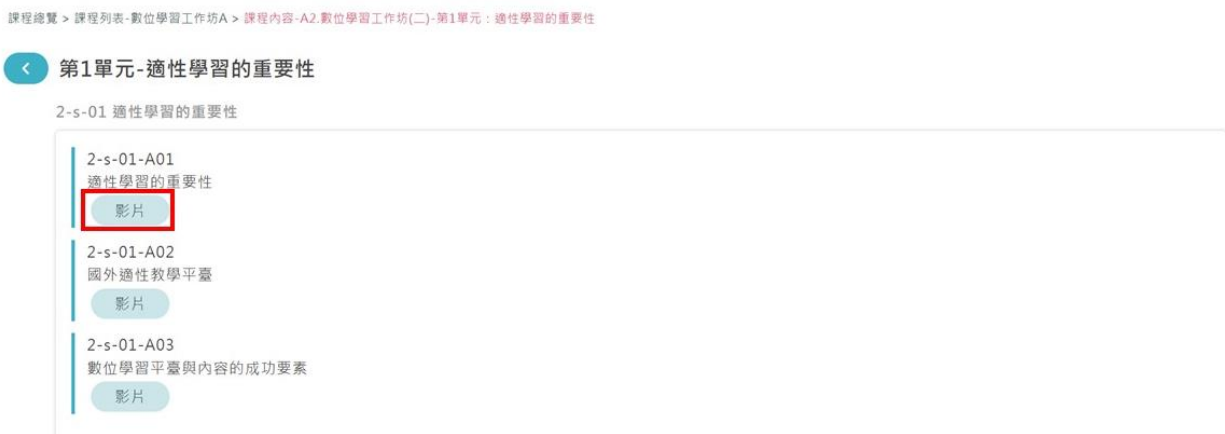 課程總覽 > 課程列表-數位學習工作坊A > 課程內容-A2.數位學習工作坊(二)-第1單元：適性學習的重要性
第1單元-適性學習的重要性
2-s-01 適性學習的重要性
2-s-01-A01
適性學習的重要性
影片
2-s-01-A02
國外適性教學平臺
影片
2-s-01-A03
數位學習平臺與內容的成功要素
影片